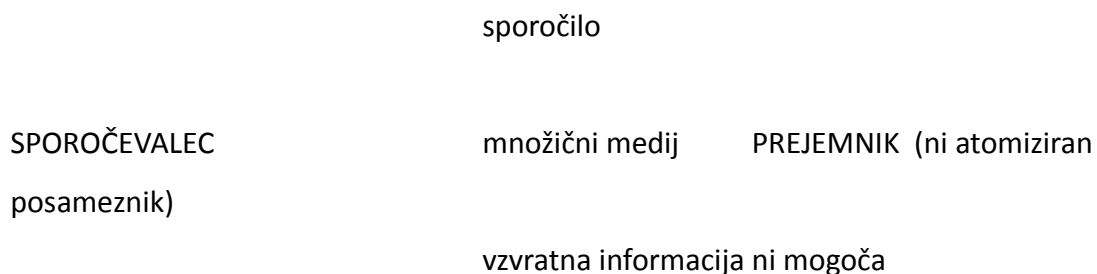 sporočilo
SPOROČEVALEC množični medij PREJEMNIK (ni atomiziran
posameznik)
vzvratna informacija ni mogoča